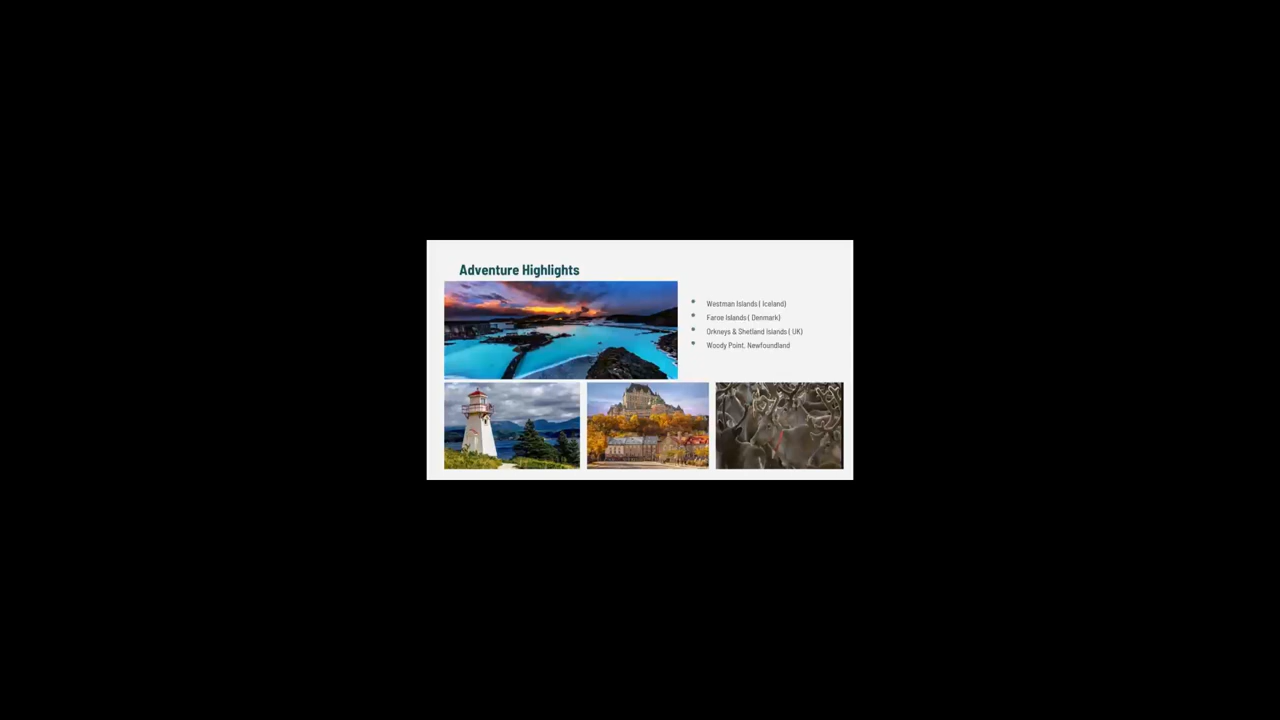 Adventure Highlights
Westman Islands ( Iceland)
Faroe Islands ( Denmark)
Orkneys & Shetland Islands ( UK)
Woody Point, Newfoundland